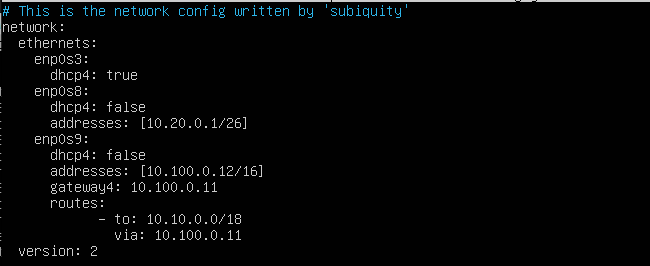 # This is the network config written by 'subiquity'
network:
  ethernets:
    enp0s3:
      dhcp4: true
    enp0s8:
      dhcp4: false
      addresses: [10.20.0.1/26]
    enp0s9:
      dhcp4: false
      addresses: [10.100.0.12/16]
      gateway4: 10.100.0.11
      routes:
            - to: 10.10.0.0/18
              via: 10.100.0.11
  version: 2